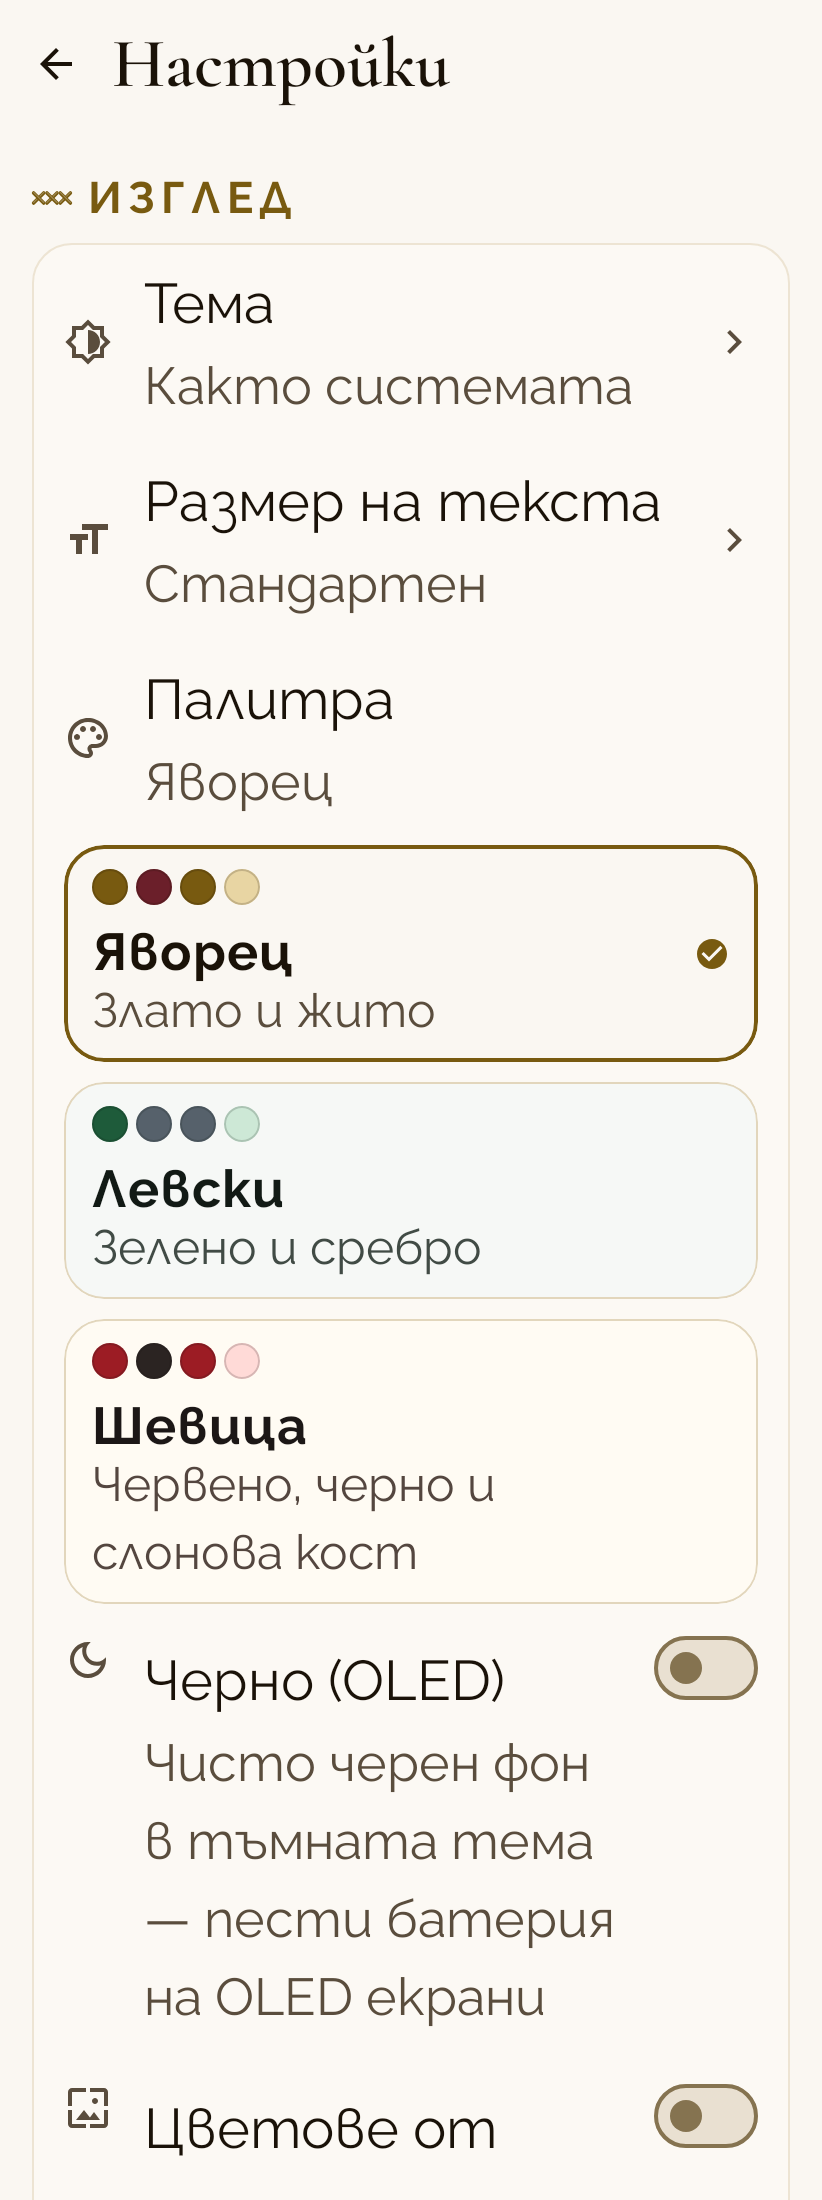 Настройки
ИЗГЛЕД
Тема
Както системата
Размер на текста
Стандартен
Палитра
Яворец
Яворец
Злато и жито
Левски
Зелено и сребро
Шевица
Червено, черно и
слонова кост
Черно (OLED)
Чисто черен фон
в тъмната тема
— пести батерия
на OLED екрани
Цветове от